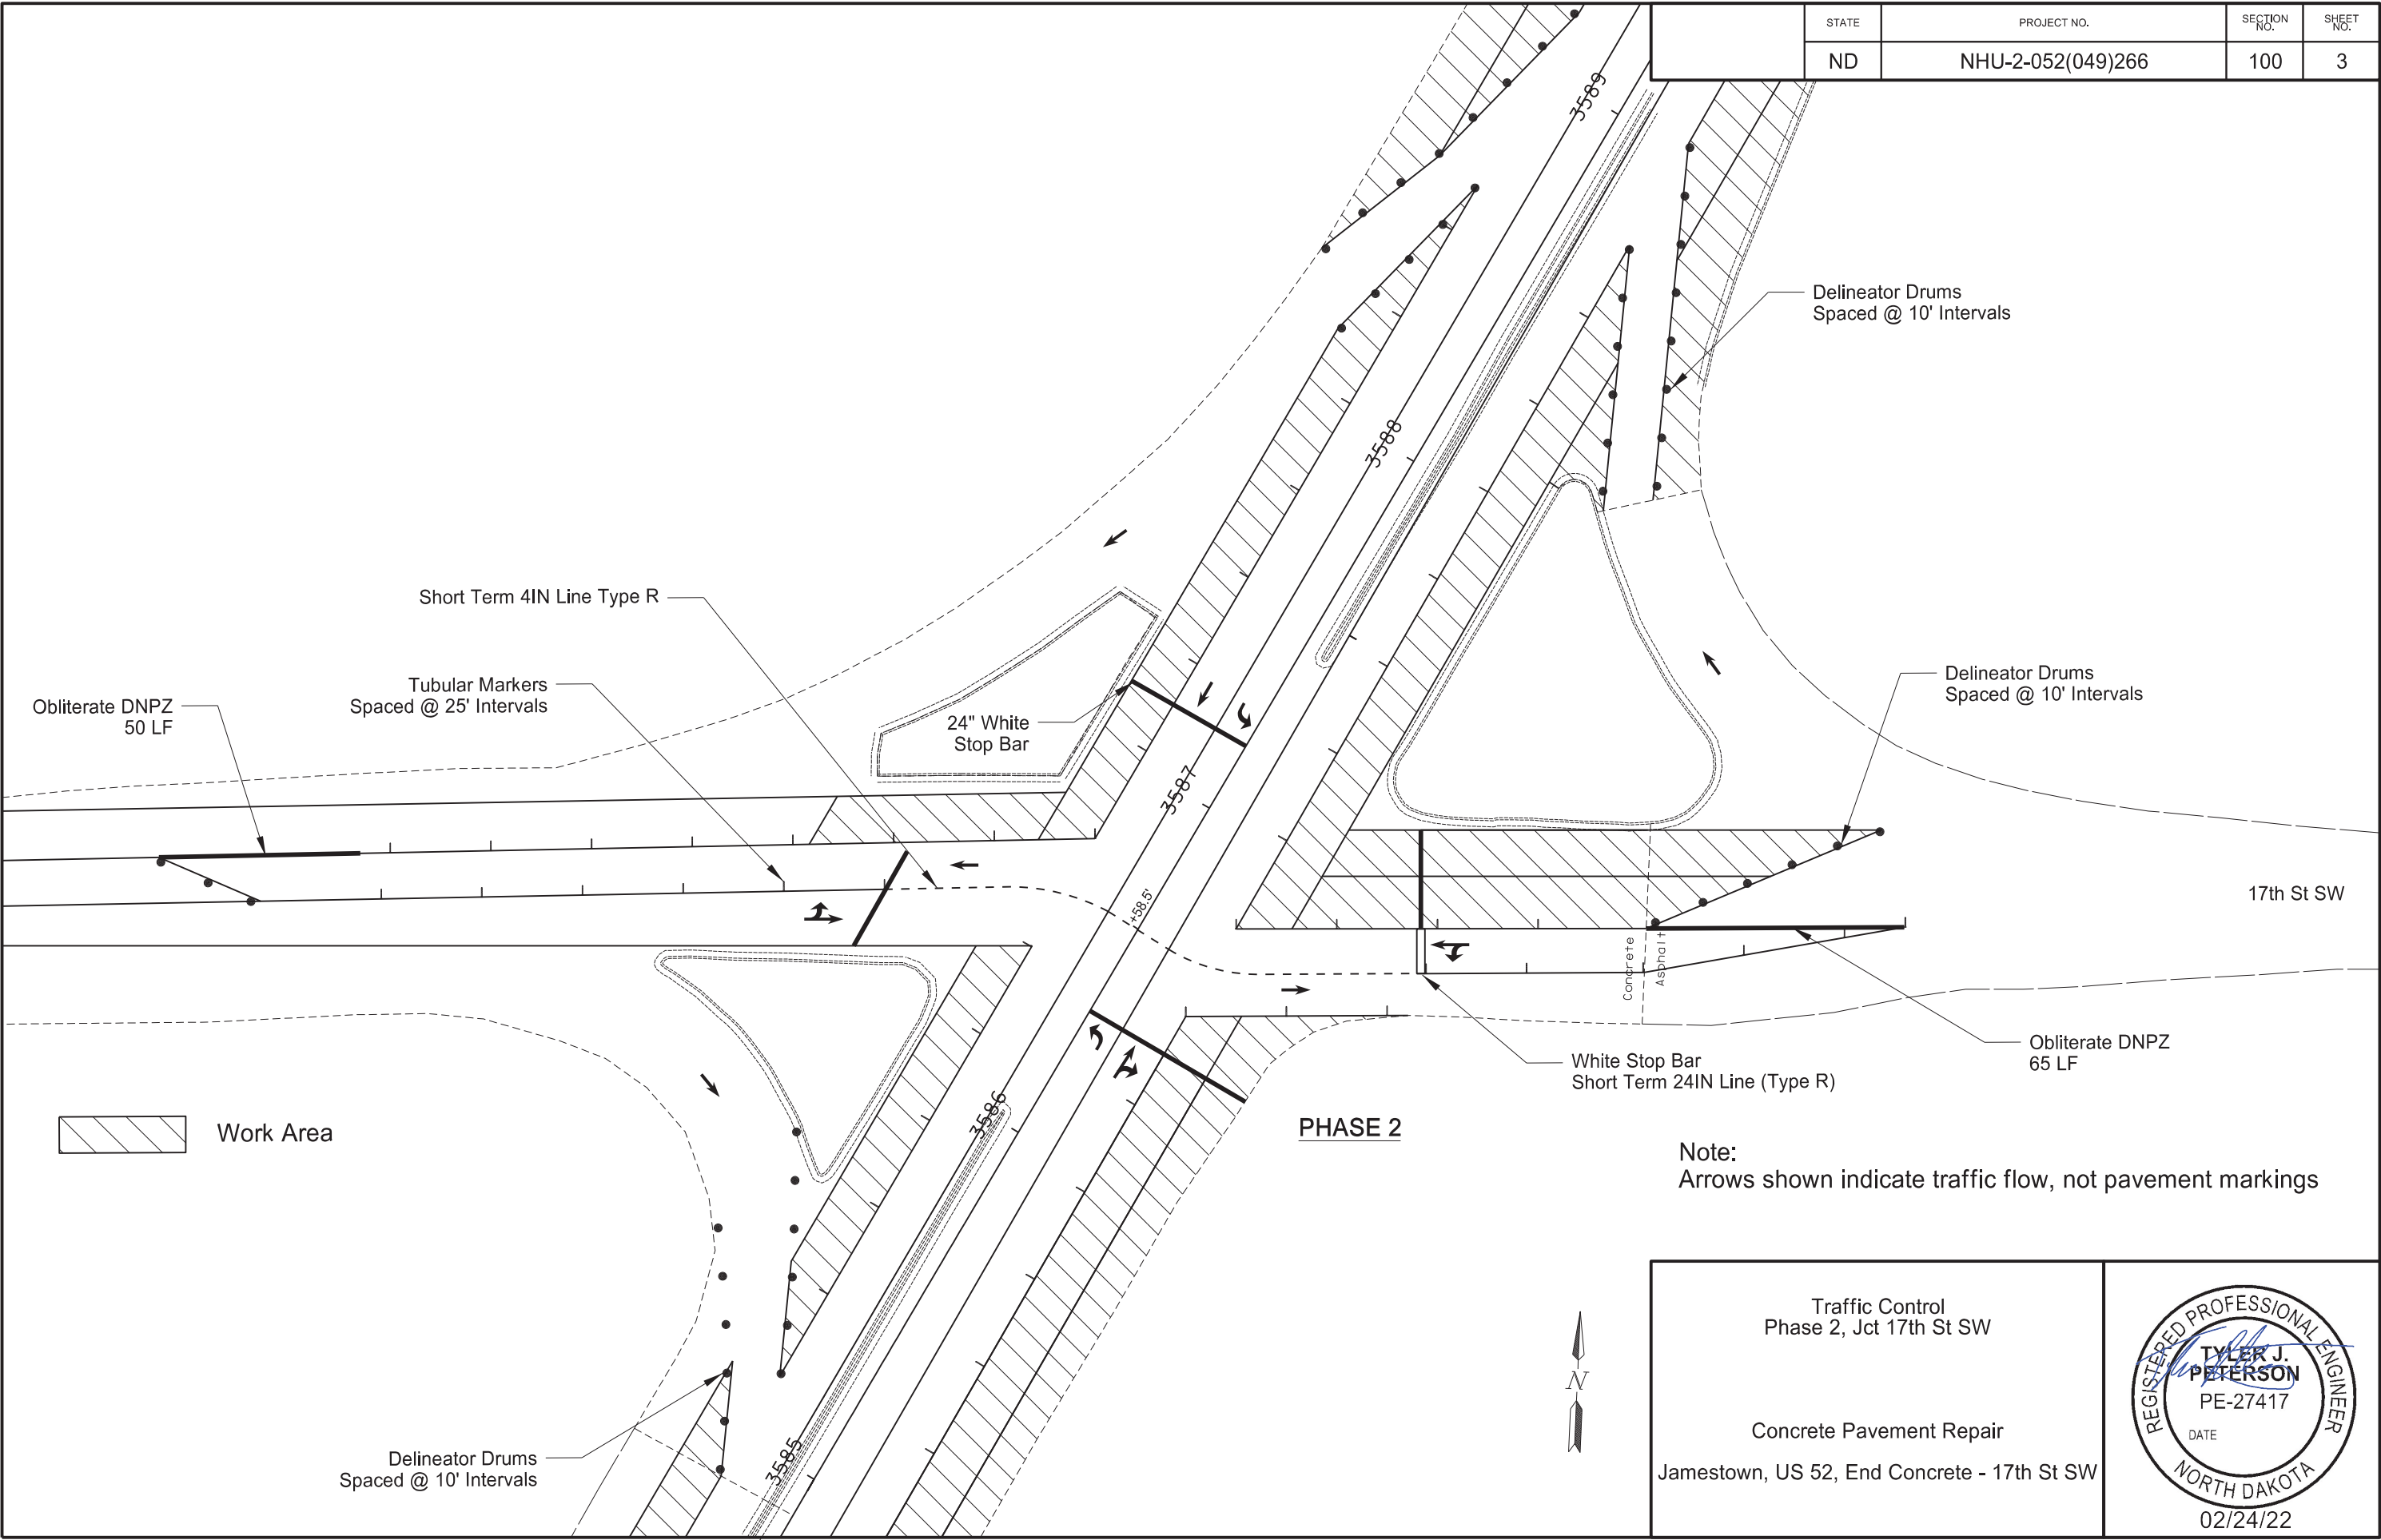 STATE
PROJECT NO.
SECTION NO.
SHEET NO.
ND
NHU-2-052(049)266
100
3
3589
Delineator Drums
Spaced @ 10' Intervals
3588
Short Term 4IN Line Type R
Tubular Markers
Spaced @ 25' Intervals
Obliterate DNPZ
50 LF
24" White
Stop Bar
Delineator Drums
Spaced @ 10' Intervals
3587
17th St SW
+58.5'
Concrete
Asphalt
Obliterate DNPZ
65 LF
White Stop Bar
Short Term 24IN Line (Type R)
3586
PHASE 2
Work Area
Note:
Arrows shown indicate traffic flow, not pavement markings
Delineator Drums
Spaced @ 10' Intervals
3585
N
Traffic Control
Phase 2, Jct 17th St SW
Concrete Pavement Repair
Jamestown, US 52, End Concrete - 17th St SW
REGISTERED PROFESSIONAL ENGINEER
TYLER J.
PETERSON
PE-27417
DATE
NORTH DAKOTA
02/24/22